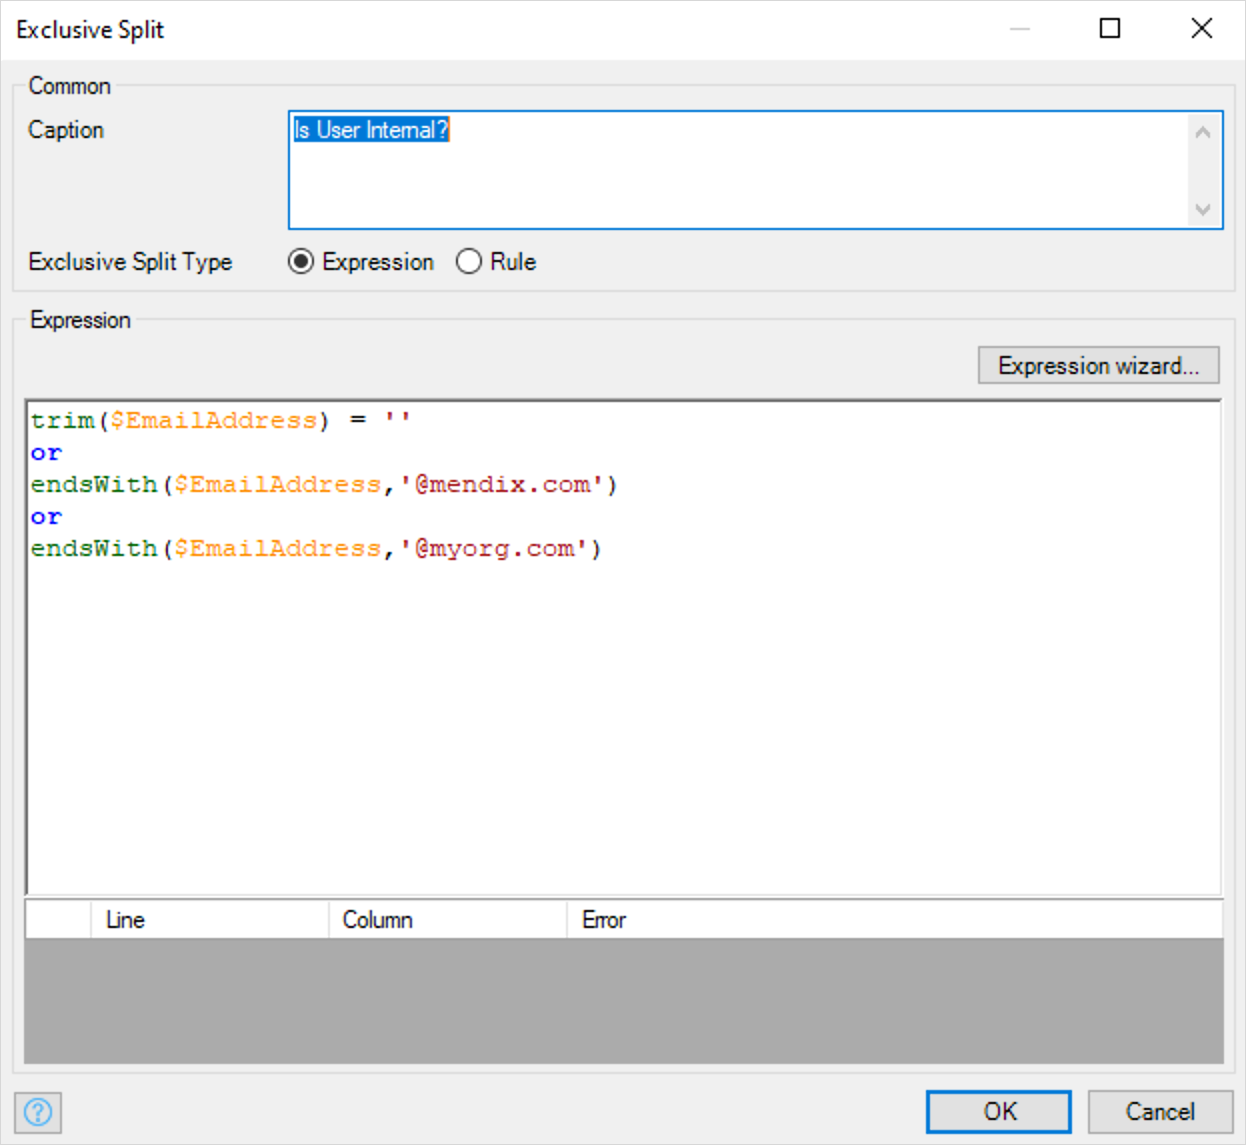 Exclusive Split
Common
Caption
Is User Internal?
Exclusive Split Type
Expression Rule
Expression
Expression wizard...
trim($EmailAddress) = ''
or
endsWith($EmailAddress,'@mendix.com')
or
endsWith($EmailAddress,'@myorg.com')
Line Column Error
? OK Cancel